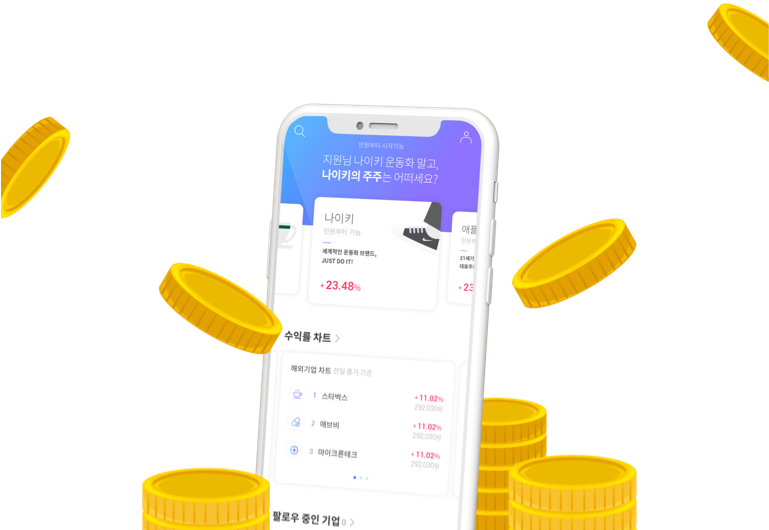 만원부터 시작가능
지원님 나이키 운동화 말고,
나이키의 주주는 어떠세요?
나이키
만원부터 가능
세계적인 운동화 브랜드,
JUST DO IT!
+23.48%
애플
만원부
21세기
대표주
+23
수익률 차트 >
해외기업 차트 전일 종가 기준
1 스타벅스 +11.02%
292,030원
2 애브비 +11.02%
292,030원
3 마이크론테크 +11.02%
292,030원
팔로우 중인 기업 0 >